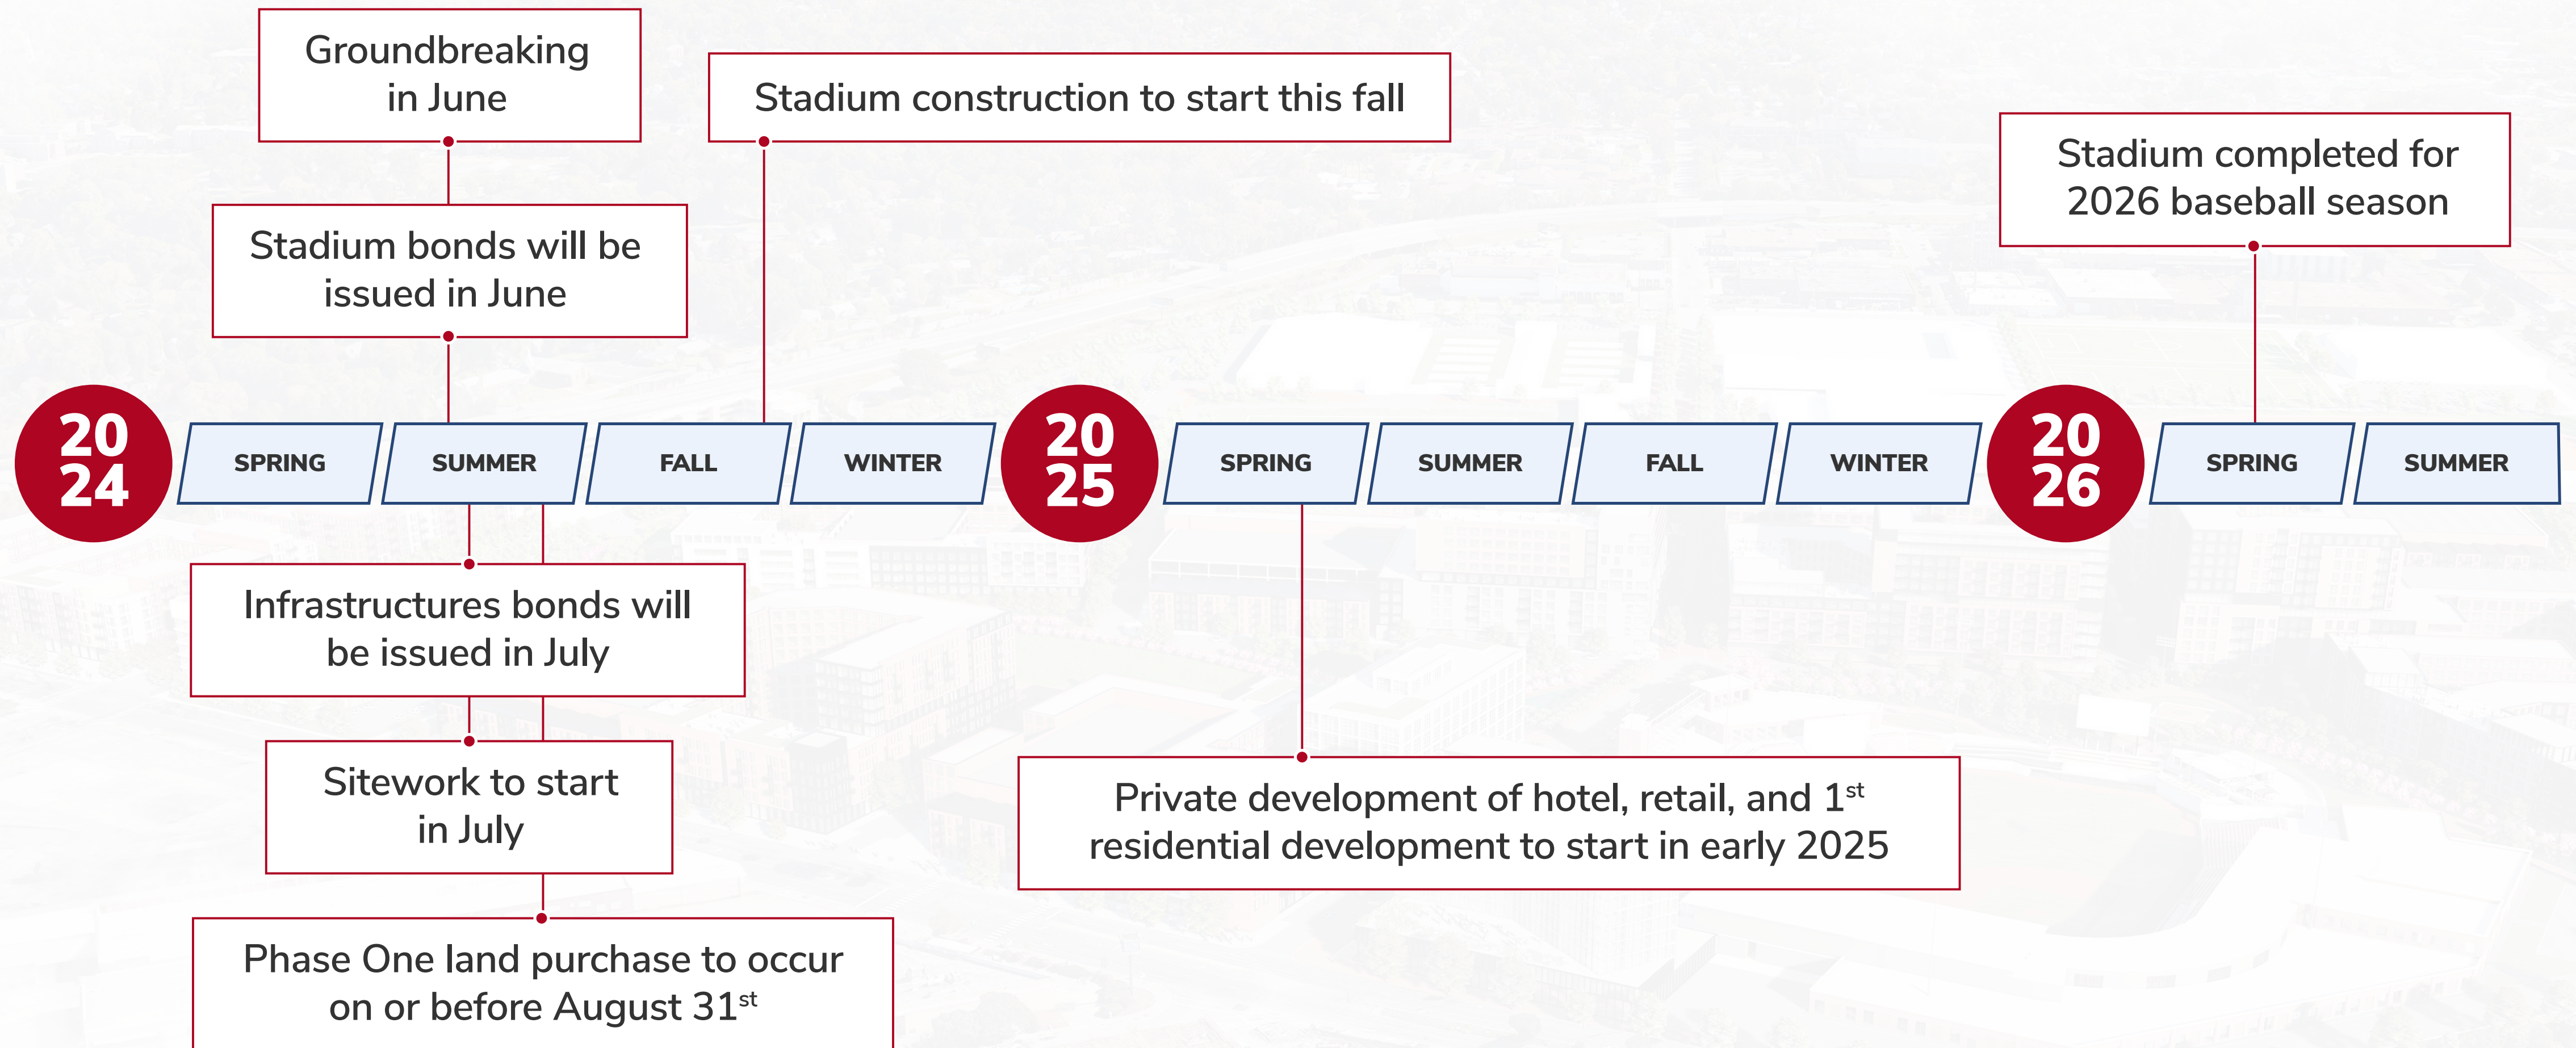 Groundbreaking
in June
Stadium construction to start this fall
Stadium completed for
2026 baseball season
Stadium bonds will be
issued in June
20
24
SPRING
SUMMER
FALL
WINTER
20
25
SPRING
SUMMER
FALL
WINTER
20
26
SPRING
SUMMER
Infrastructures bonds will
be issued in July
Sitework to start
in July
Private development of hotel, retail, and 1st
residential development to start in early 2025
Phase One land purchase to occur
on or before August 31st